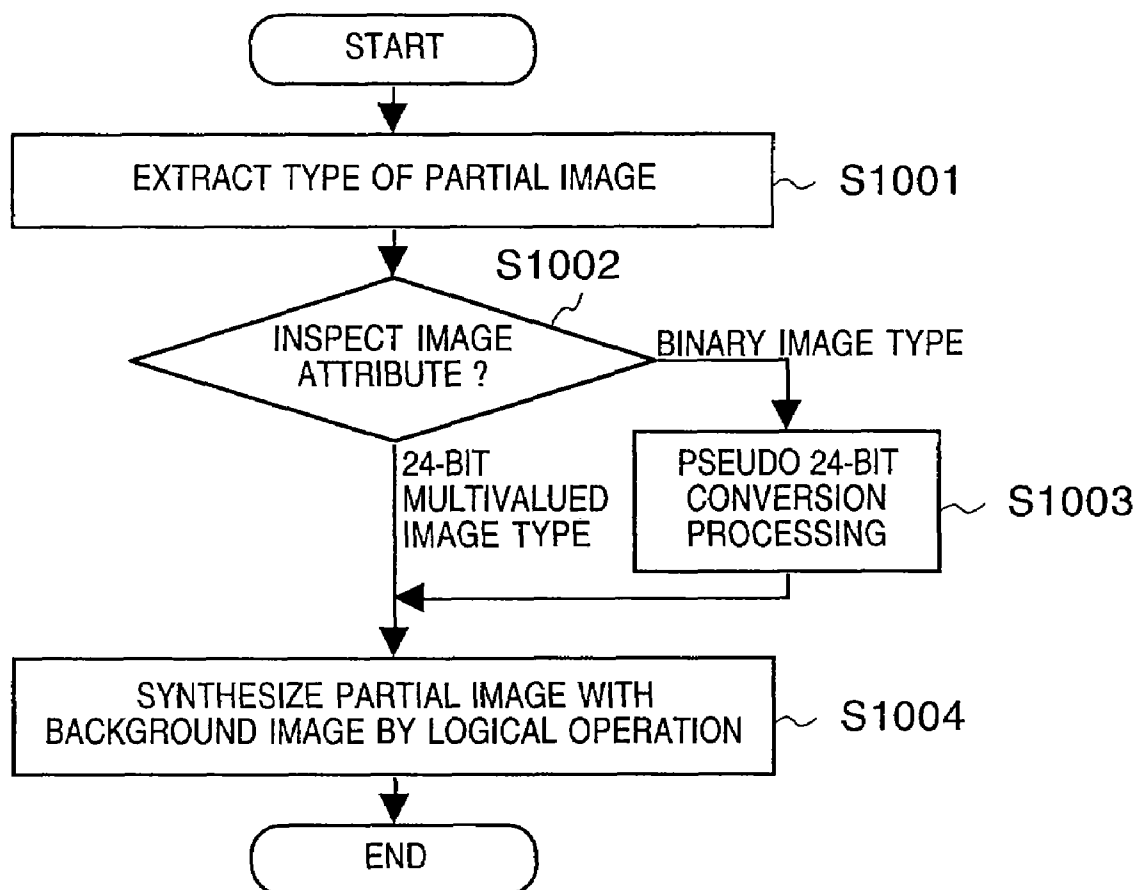 START
EXTRACT TYPE OF PARTIAL IMAGE
S1001
S1002
INSPECT IMAGE
ATTRIBUTE ?
BINARY IMAGE TYPE
24-BIT
MULTIVALUED
IMAGE TYPE
PSEUDO 24-BIT
CONVERSION
PROCESSING
S1003
SYNTHESIZE PARTIAL IMAGE WITH
BACKGROUND IMAGE BY LOGICAL OPERATION
S1004
END